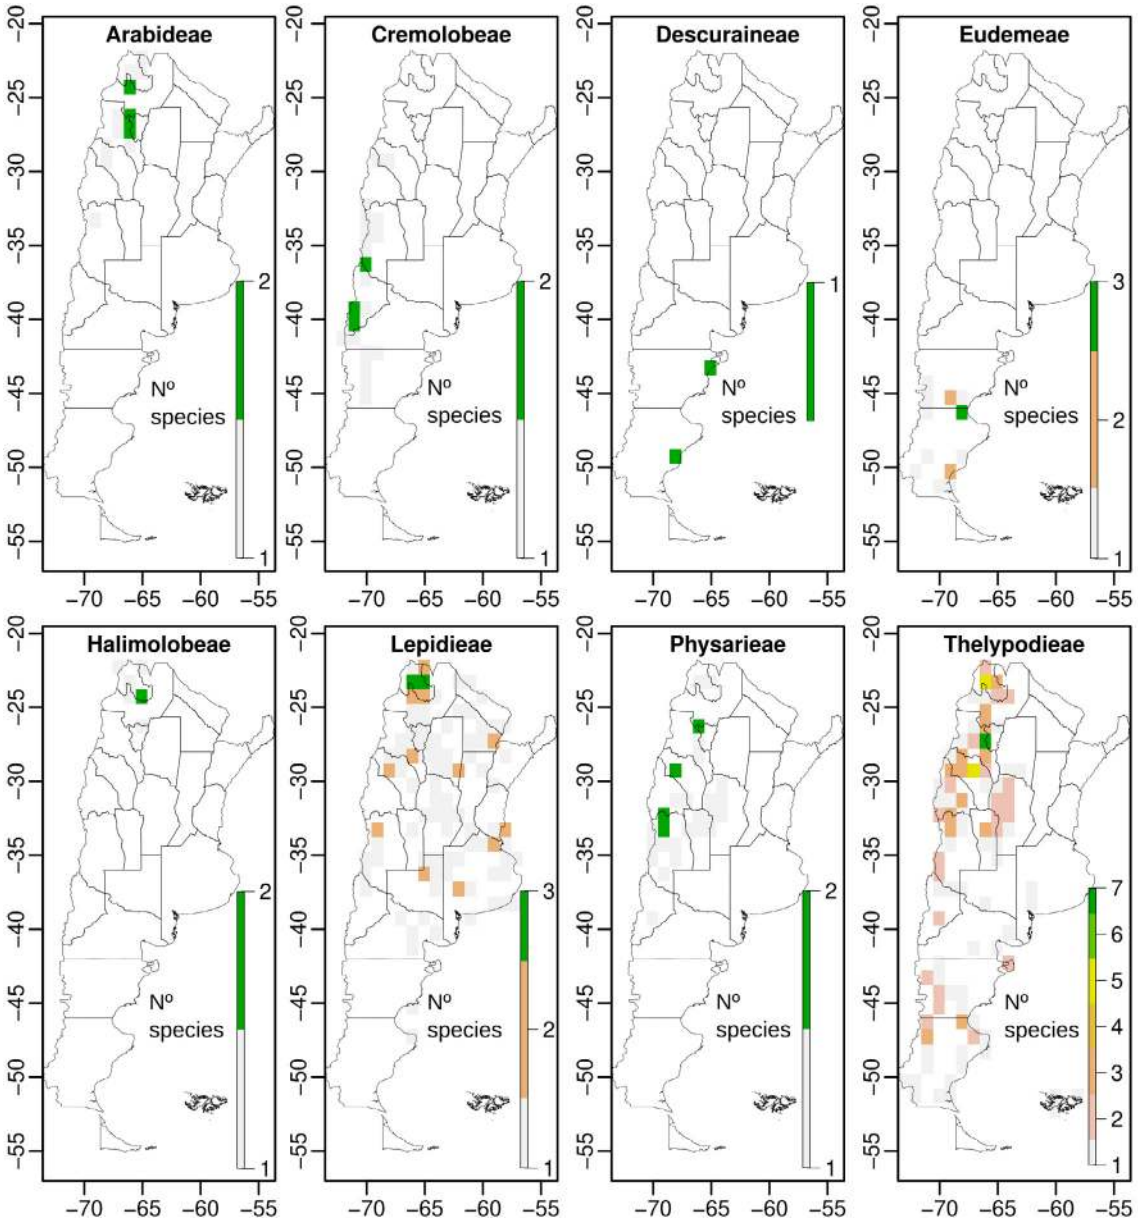 Arabideae
Cremolobeae
Descuraineae
Eudemeae
−20
−25
−30
−35
−40
−45
−50
−55
−20
−25
−30
−35
−40
−45
−50
−55
−20
−25
−30
−35
−40
−45
−50
−55
−20
−25
−30
−35
−40
−45
−50
−55
2
1
Nº
species
2
1
Nº
species
1
Nº
species
3
2
1
Nº
species
−70 −65 −60 −55
−70 −65 −60 −55
−70 −65 −60 −55
−70 −65 −60 −55
Halimolobeae
Lepidieae
Physarieae
Thelypodieae
−20
−25
−30
−35
−40
−45
−50
−55
−20
−25
−30
−35
−40
−45
−50
−55
−20
−25
−30
−35
−40
−45
−50
−55
−20
−25
−30
−35
−40
−45
−50
−55
2
1
Nº
species
3
2
1
Nº
species
2
1
Nº
species
7
6
5
4
3
2
1
Nº
species
−70 −65 −60 −55
−70 −65 −60 −55
−70 −65 −60 −55
−70 −65 −60 −55